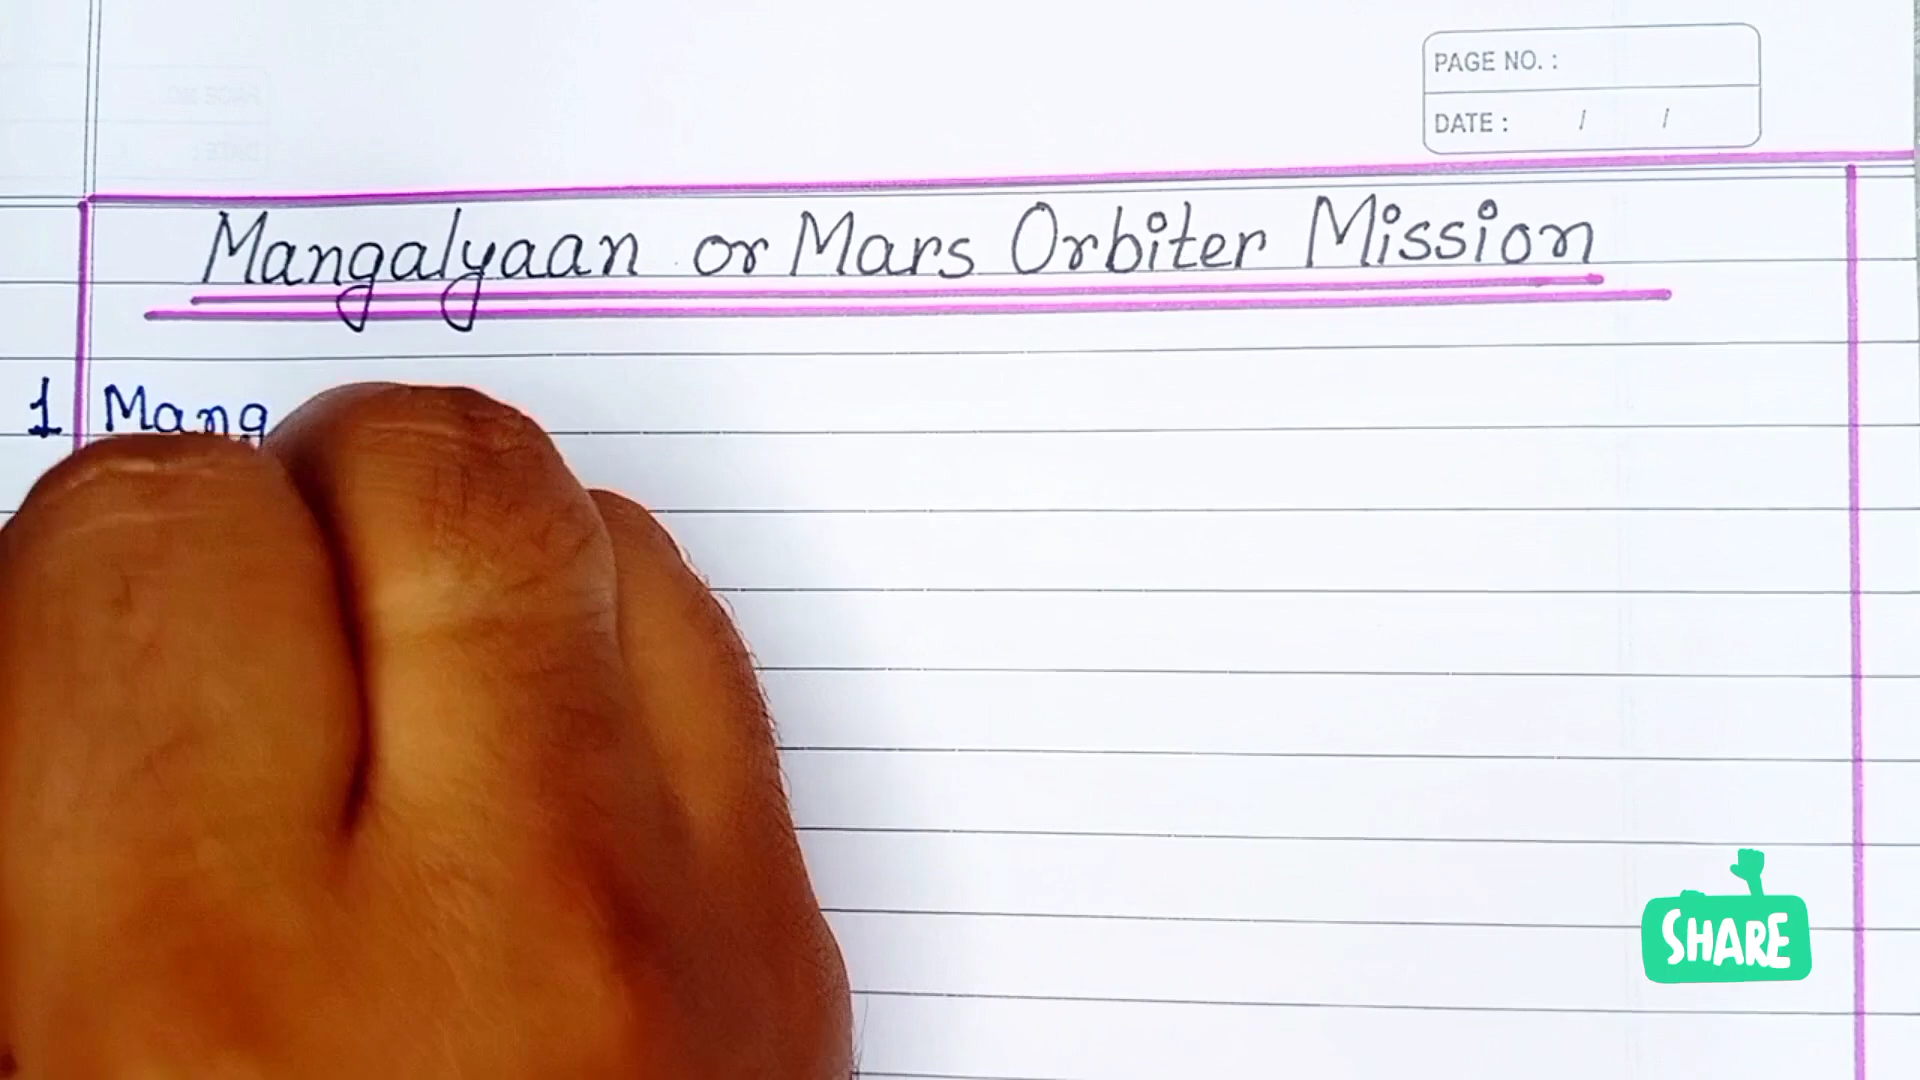 PAGE NO. :
DATE : / /
Mangalyaan or Mars Orbiter Mission
1 Mang
SHARE